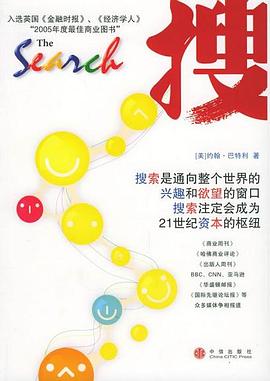 入选英国《金融时报》、《经济学人》
“2005年度最佳商业图书”
The
Search
搜
[美]约翰·巴特利 著
搜索是通向整个世界的
兴趣和欲望的窗口
搜索注定会成为
21世纪资本的枢纽
《商业周刊》
《哈佛商业评论》
《出版人周刊》
BBC、CNN、亚马逊
《华盛顿邮报》
《国际先驱论坛报》等
众多媒体争相报道
中信出版社
China CITIC Press